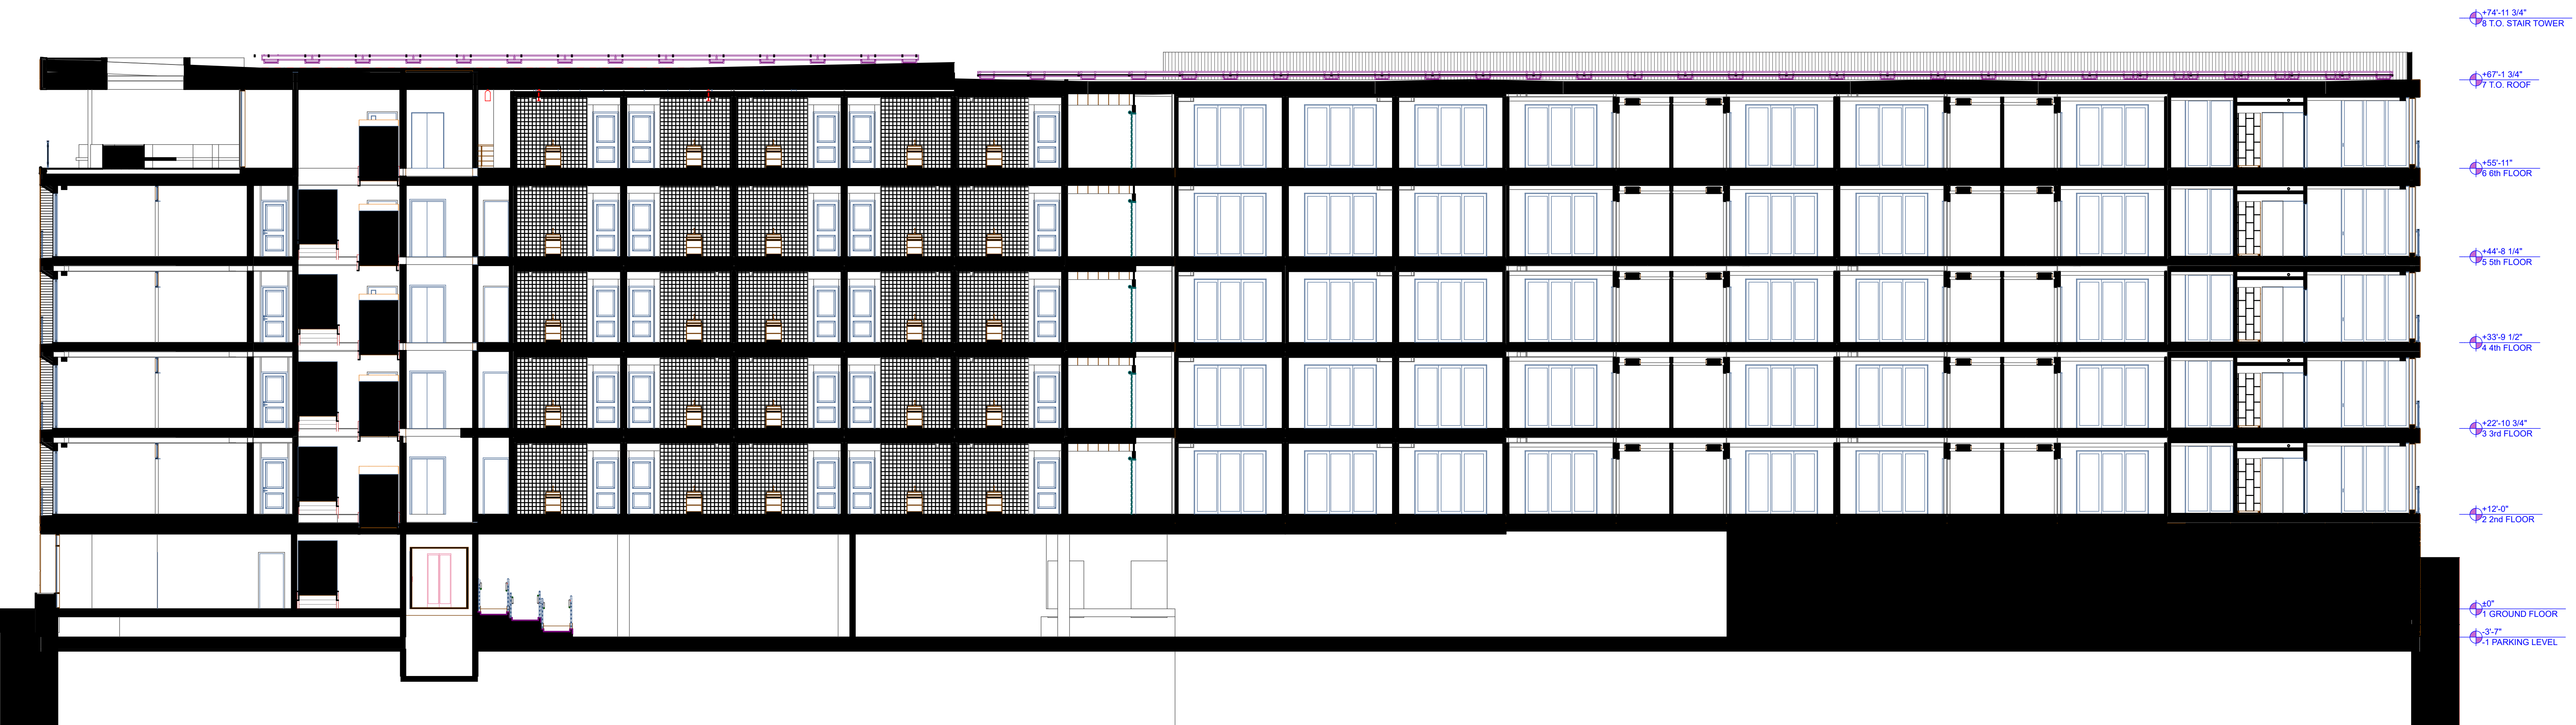 +74'-11 3/4"
8 T.O. STAIR TOWER
+67'-1 3/4"
7 T.O. ROOF
+55'-11"
6 6th FLOOR
+44'-8 1/4"
5 5th FLOOR
+33'-9 1/2"
4 4th FLOOR
+22'-10 3/4"
3 3rd FLOOR
+12'-0"
2 2nd FLOOR
±0"
1 GROUND FLOOR
-3'-7"
-1 PARKING LEVEL